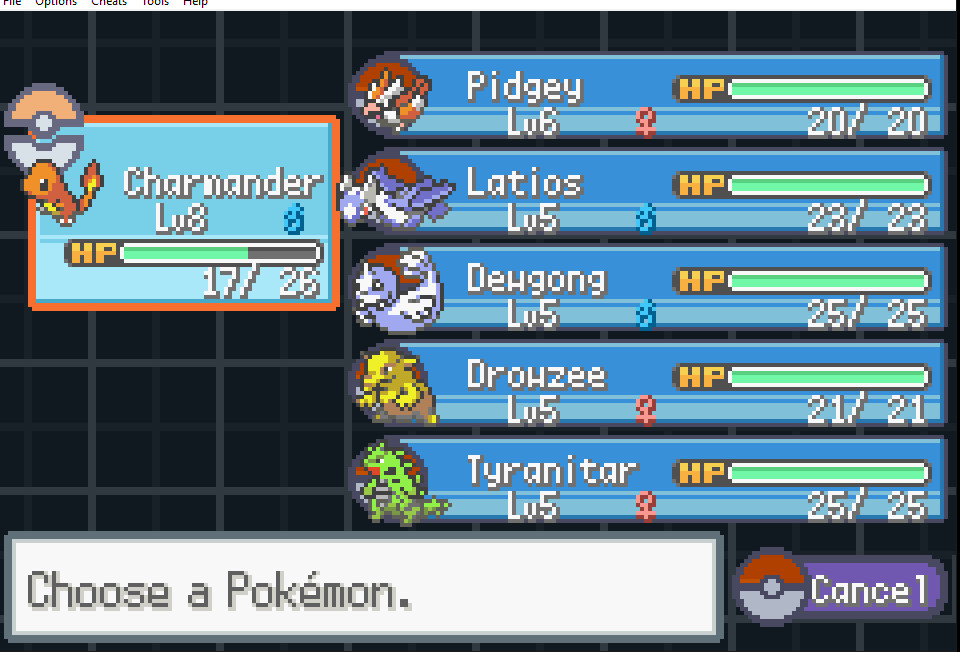 File Options Cheats Tools Help
Charmander
Lv8 ♂
HP
17/ 26
Pidgey HP
Lv6 ♀ 20/ 20
Latios HP
Lv5 ♂ 23/ 23
Dewgong HP
Lv5 ♂ 25/ 25
Drowzee HP
Lv5 ♀ 21/ 21
Tyranitar HP
Lv5 ♀ 25/ 25
Choose a Pokémon.
Cancel